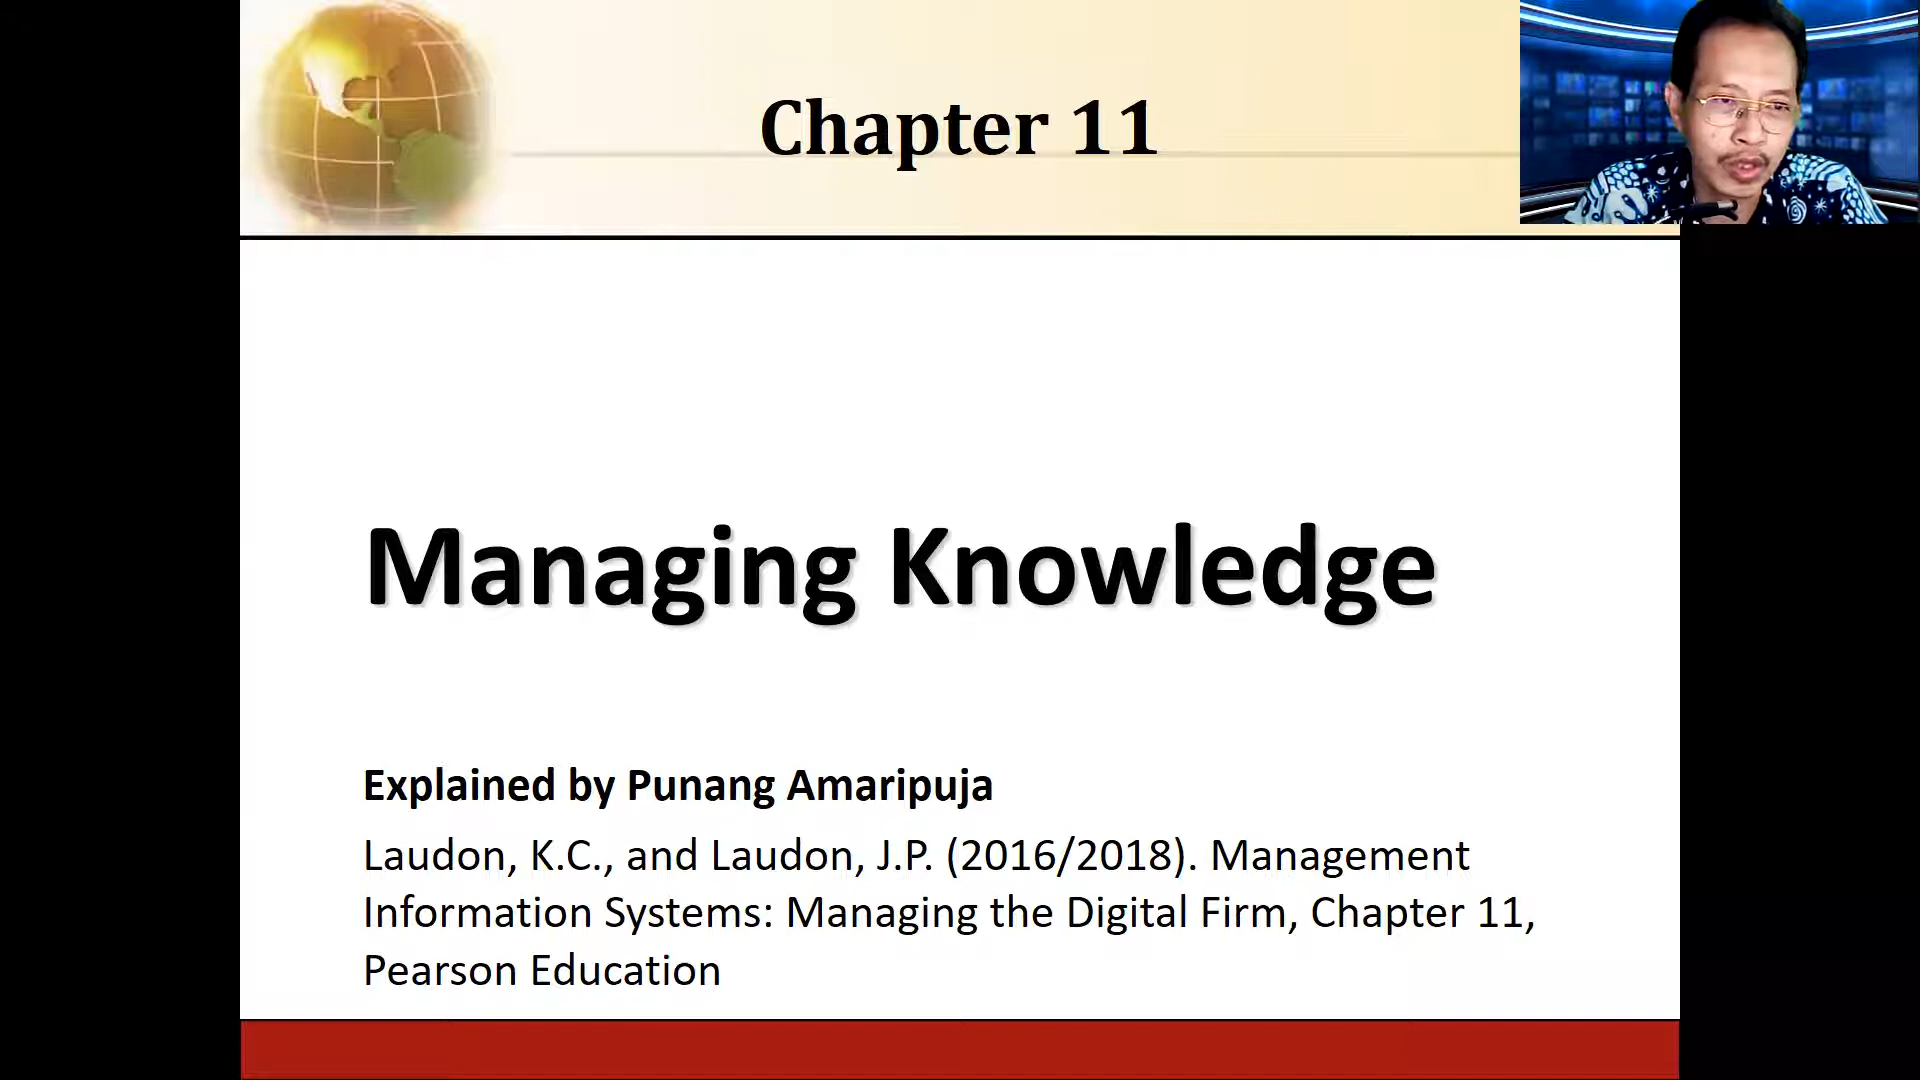 Chapter 11
Managing Knowledge
Explained by Punang Amaripuja
Laudon, K.C., and Laudon, J.P. (2016/2018). Management
Information Systems: Managing the Digital Firm, Chapter 11,
Pearson Education